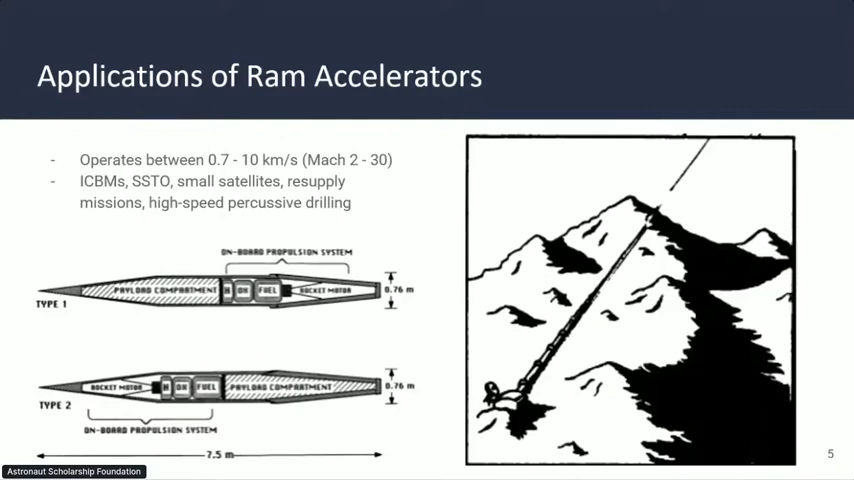 Applications of Ram Accelerators
- Operates between 0.7 - 10 km/s (Mach 2 - 30)
- ICBMs, SSTO, small satellites, resupply
missions, high-speed percussive drilling
ON-BOARD PROPULSION SYSTEM
PAYLOAD COMPARTMENT
H
OX
FUEL
ROCKET MOTOR
0.76 m
TYPE 1
ROCKET MOTOR
H
OX
FUEL
PAYLOAD COMPARTMENT
0.76 m
TYPE 2
ON-BOARD PROPULSION SYSTEM
7.5 m
5
Astronaut Scholarship Foundation